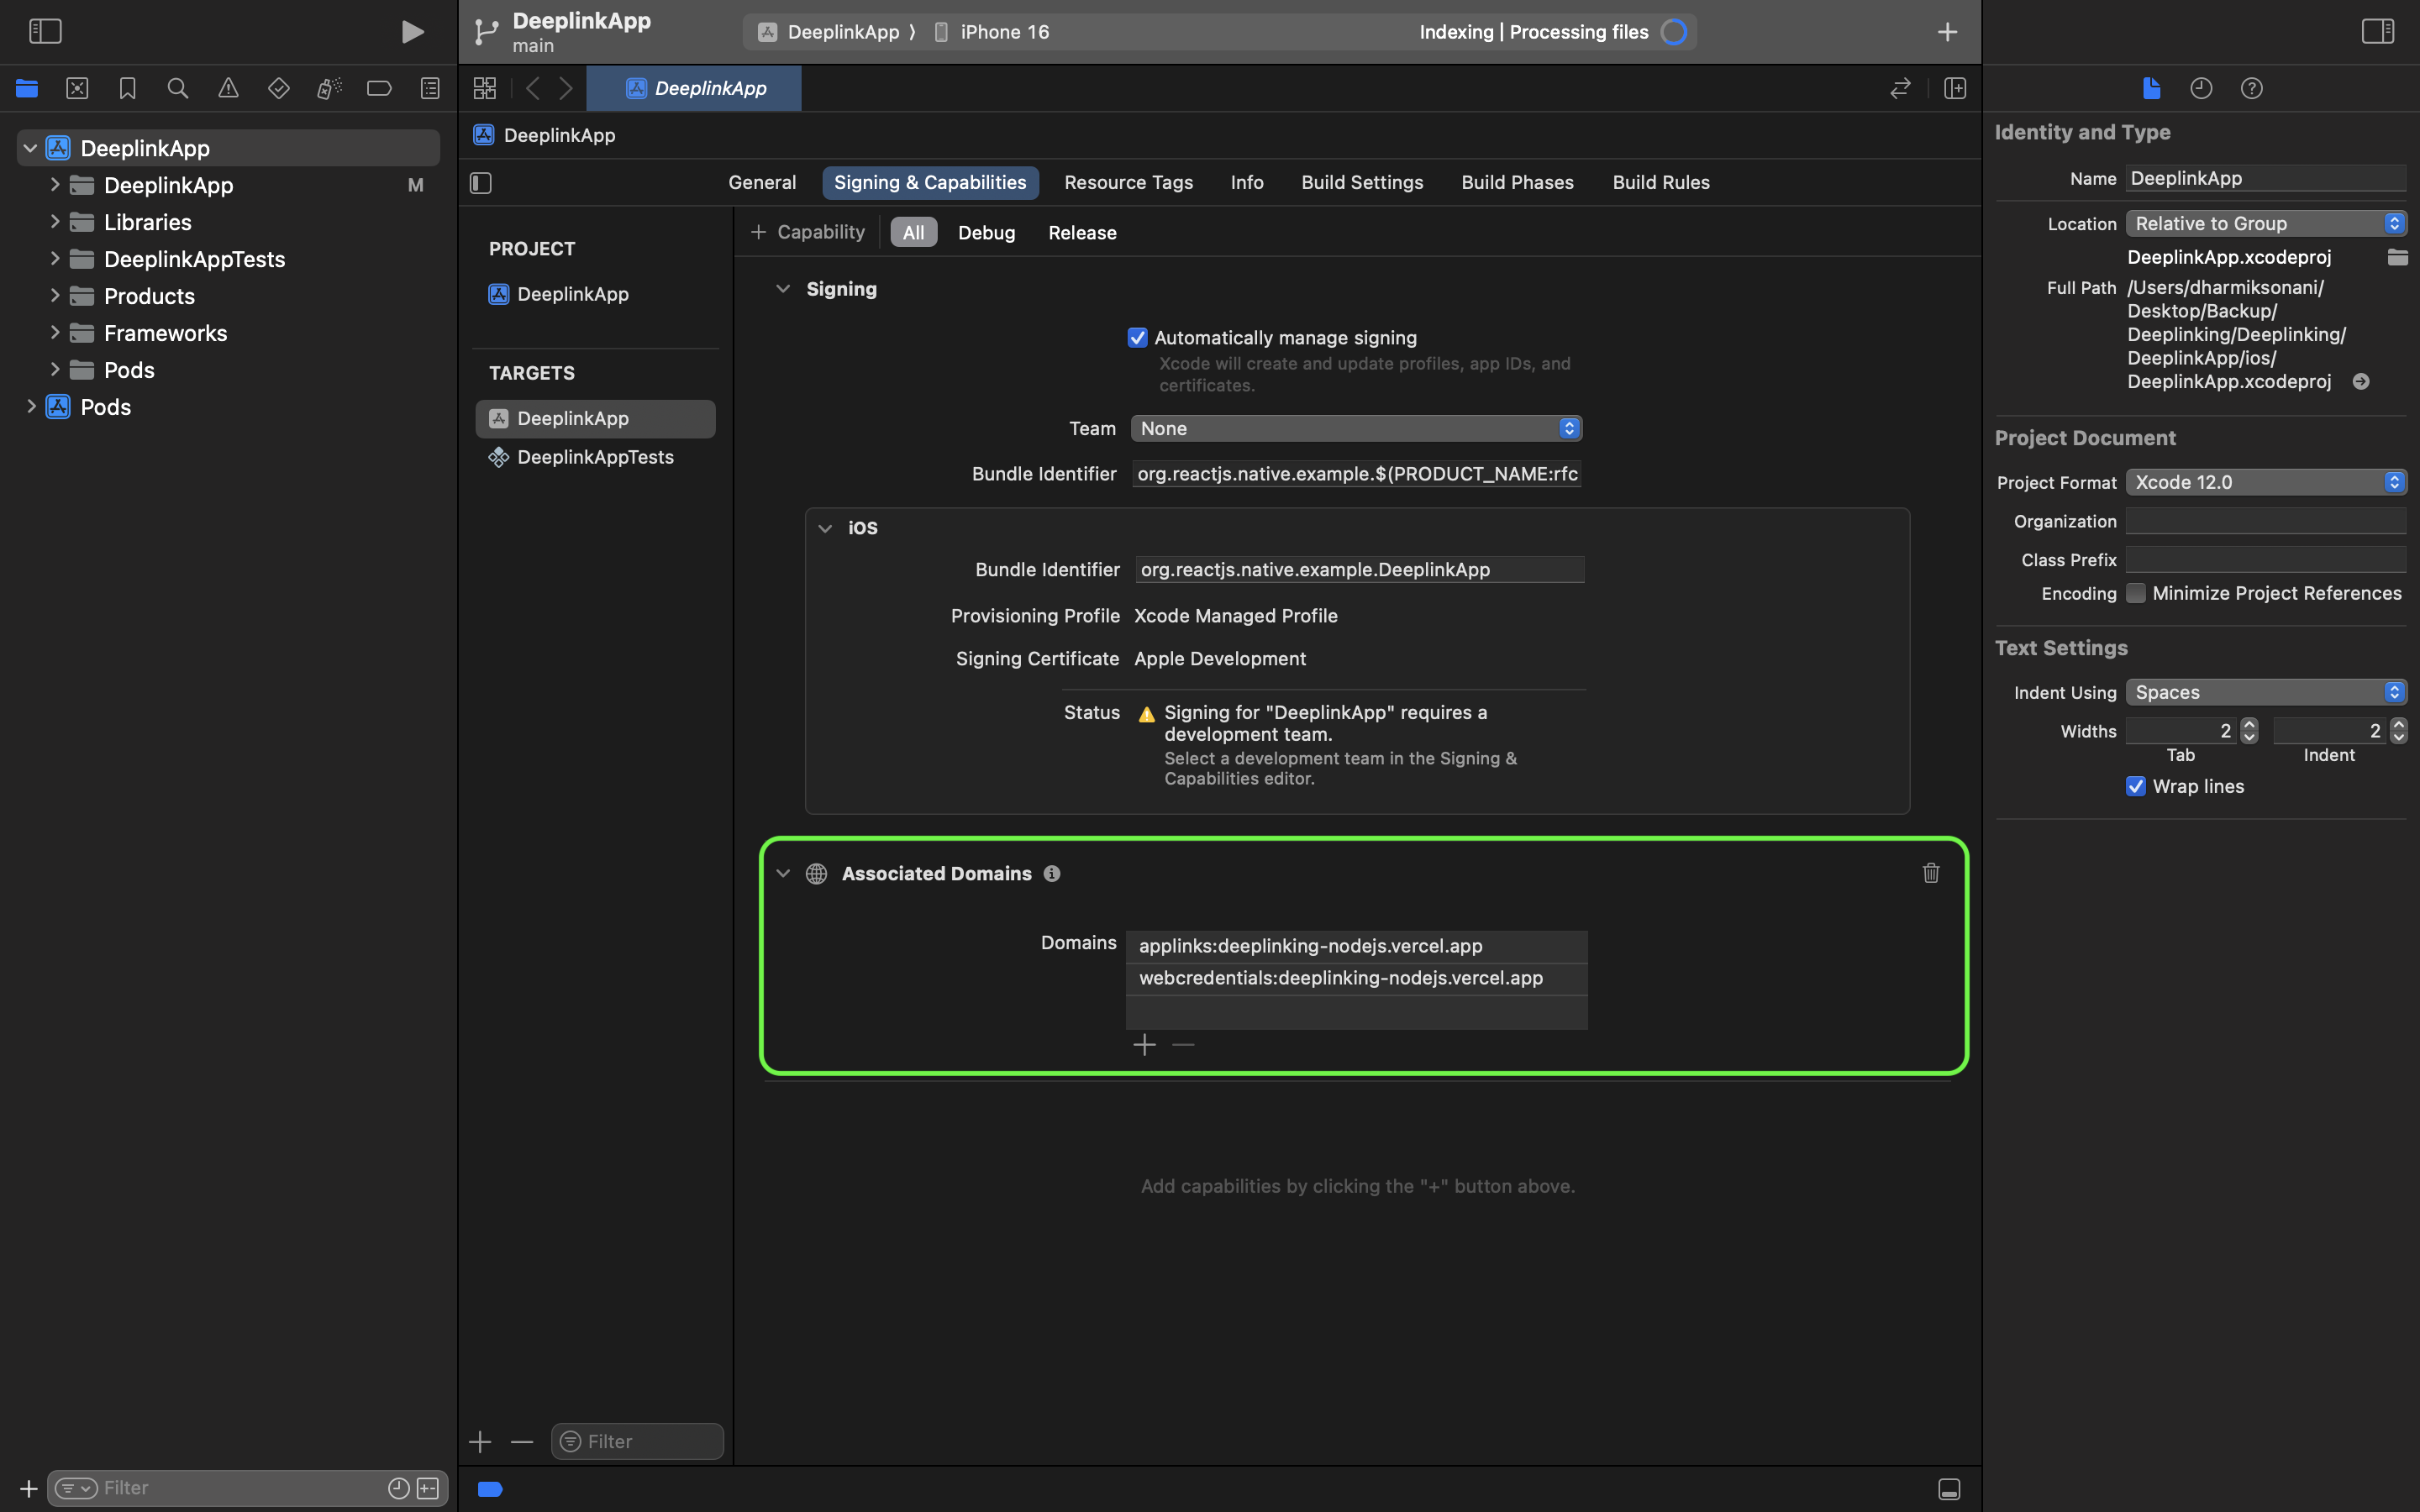 DeeplinkApp
main
DeeplinkApp ⟩ iPhone 16
Indexing | Processing files
DeeplinkApp
DeeplinkApp
DeeplinkApp M
Libraries
DeeplinkAppTests
Products
Frameworks
Pods
Pods
Filter
DeeplinkApp
General Signing & Capabilities Resource Tags Info Build Settings Build Phases Build Rules
PROJECT
DeeplinkApp
TARGETS
DeeplinkApp
DeeplinkAppTests
Filter
+ Capability All Debug Release
Signing
Automatically manage signing
Xcode will create and update profiles, app IDs, and
certificates.
Team None
Bundle Identifier org.reactjs.native.example.$(PRODUCT_NAME:rfc
iOS
Bundle Identifier org.reactjs.native.example.DeeplinkApp
Provisioning Profile Xcode Managed Profile
Signing Certificate Apple Development
Status Signing for "DeeplinkApp" requires a
development team.
Select a development team in the Signing &
Capabilities editor.
Associated Domains
Domains applinks:deeplinking-nodejs.vercel.app
webcredentials:deeplinking-nodejs.vercel.app
Add capabilities by clicking the "+" button above.
Identity and Type
Name DeeplinkApp
Location Relative to Group
DeeplinkApp.xcodeproj
Full Path /Users/dharmiksonani/
Desktop/Backup/
Deeplinking/Deeplinking/
DeeplinkApp/ios/
DeeplinkApp.xcodeproj
Project Document
Project Format Xcode 12.0
Organization
Class Prefix
Encoding Minimize Project References
Text Settings
Indent Using Spaces
Widths 2 2
Tab Indent
Wrap lines